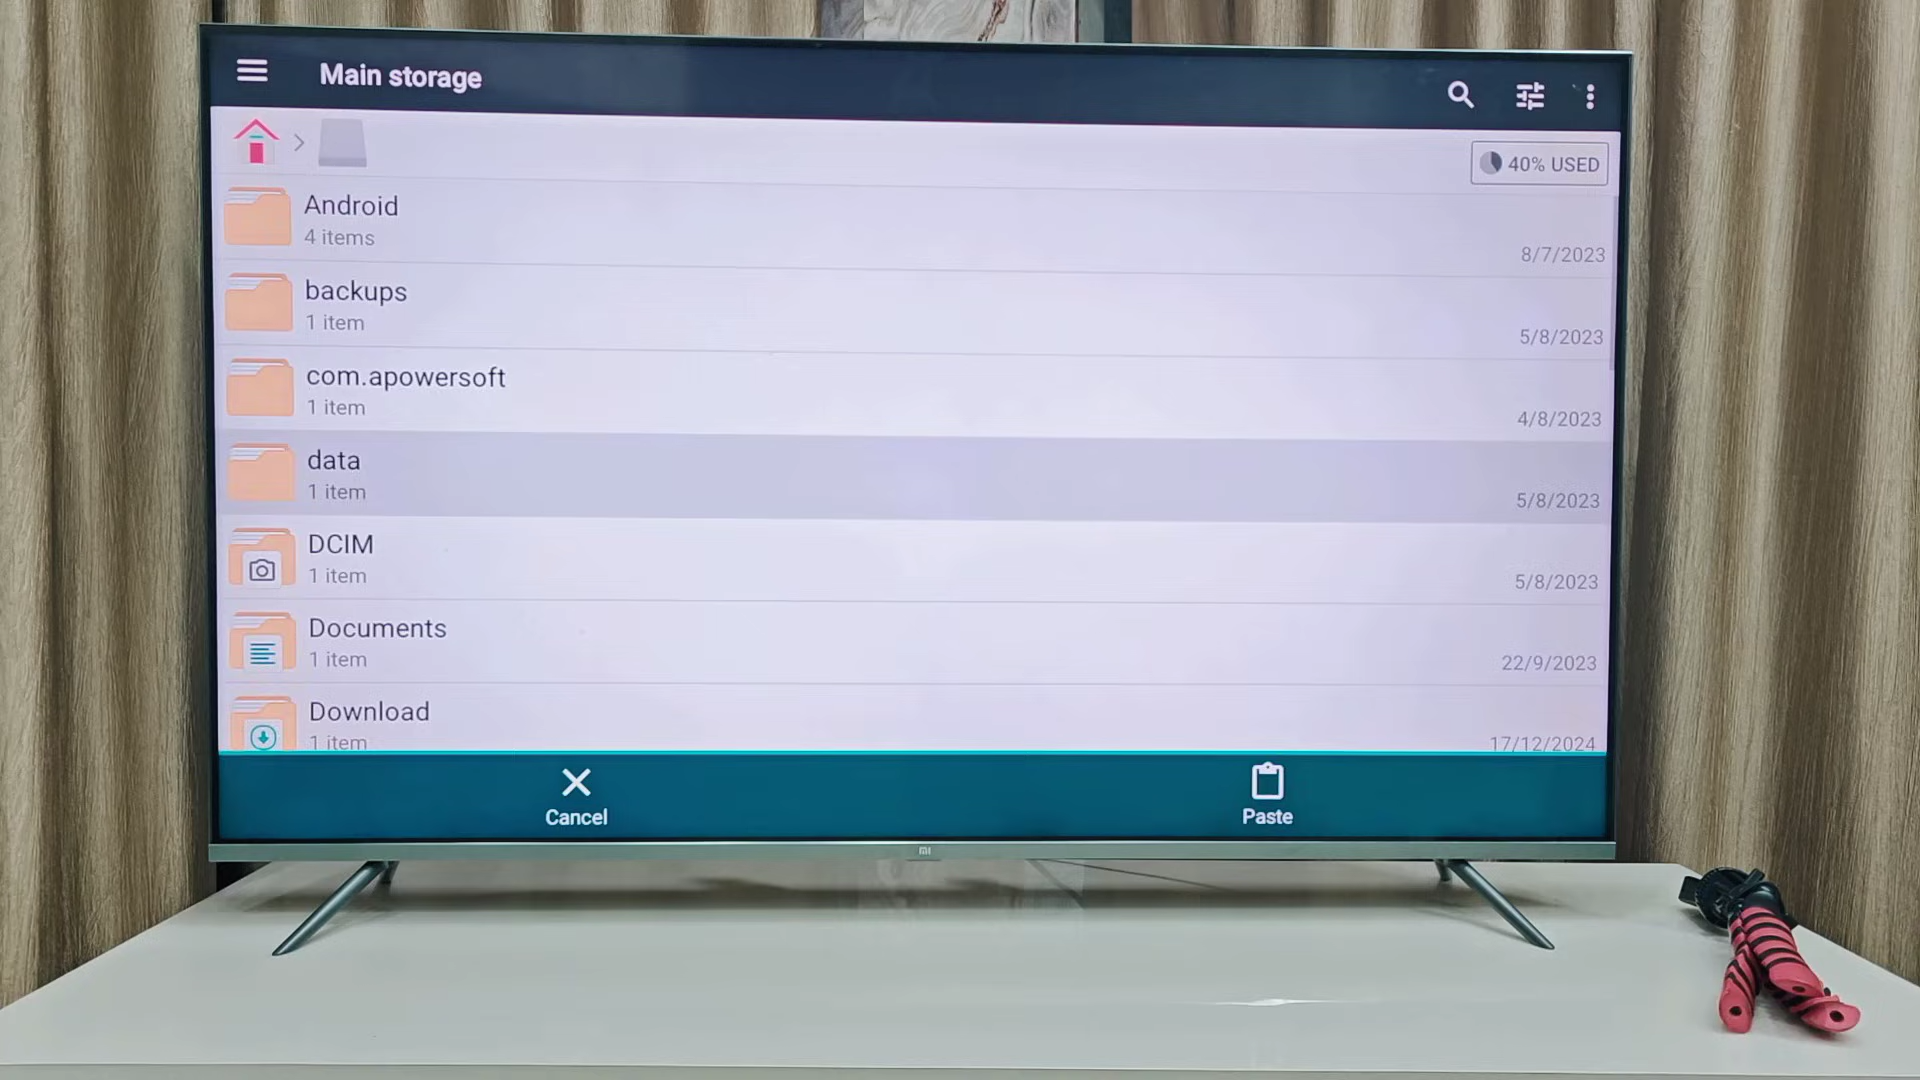 Main storage
40% USED
Android
4 items
8/7/2023
backups
1 item
5/8/2023
com.apowersoft
1 item
4/8/2023
data
1 item
5/8/2023
DCIM
1 item
5/8/2023
Documents
1 item
22/9/2023
Download
1 item
17/12/2024
Cancel
Paste
mi